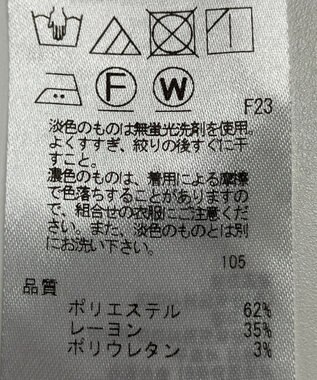 F W
F23
淡色のものは無蛍光洗剤を使用,
よくすすぎ、絞りの後すぐに干
すこと。
濃色のものは、着用による摩擦
で色落ちすることがありますの
で、組合せの衣服にご注意くだ
さい。また、淡色のものとは別
にお洗い下さい。
105
品質
ポリエステル 62%
レーヨン 35%
ポリウレタン 3%